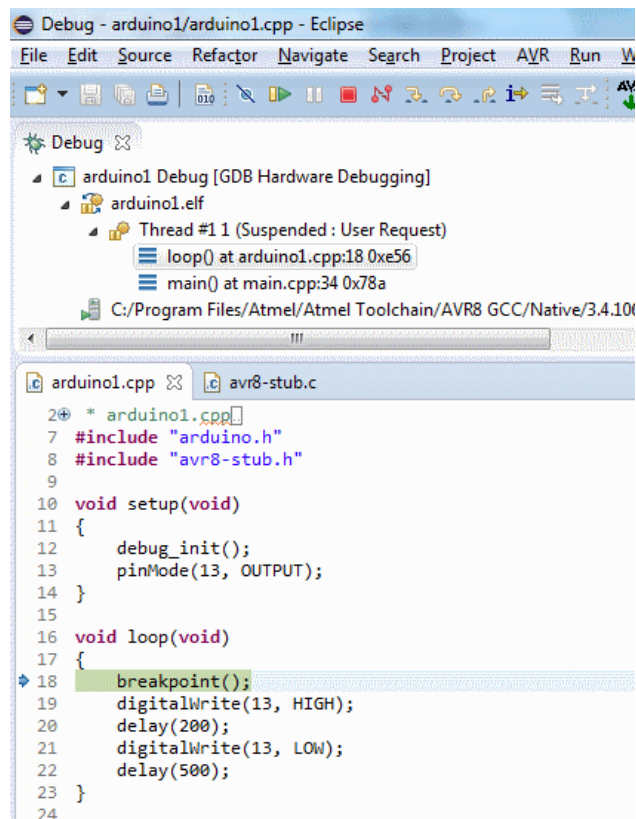 Debug - arduino1/arduino1.cpp - Eclipse
File Edit Source Refactor Navigate Search Project AVR Run
010 i AV
Debug
arduino1 Debug [GDB Hardware Debugging]
arduino1.elf
Thread #1 1 (Suspended : User Request)
loop() at arduino1.cpp:18 0xe56
main() at main.cpp:34 0x78a
C:/Program Files/Atmel/Atmel Toolchain/AVR8 GCC/Native/3.4.106
arduino1.cpp avr8-stub.c
2 * arduino1.cpp
7 #include "arduino.h"
8 #include "avr8-stub.h"
9
10 void setup(void)
11 {
12 debug_init();
13 pinMode(13, OUTPUT);
14 }
15
16 void loop(void)
17 {
18 breakpoint();
19 digitalWrite(13, HIGH);
20 delay(200);
21 digitalWrite(13, LOW);
22 delay(500);
23 }
24